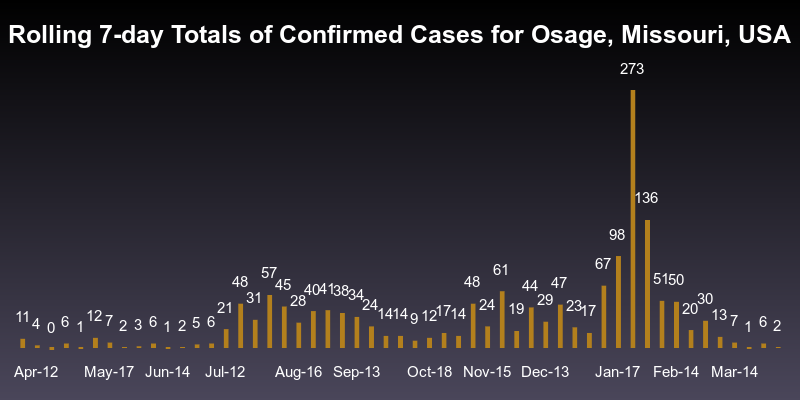 Rolling 7-day Totals of Confirmed Cases for Osage, Missouri, USA
11 4 0 6 1 12 7 2 3 6 1 2 5 6 21 48 31 57 45 28 40 41 38 34 24 14 14 9 12 17 14 48 24 61 19 44 29 47 23 17 67 98 273 136 51 50 20 30 13 7 1 6 2
Apr-12 May-17 Jun-14 Jul-12 Aug-16 Sep-13 Oct-18 Nov-15 Dec-13 Jan-17 Feb-14 Mar-14